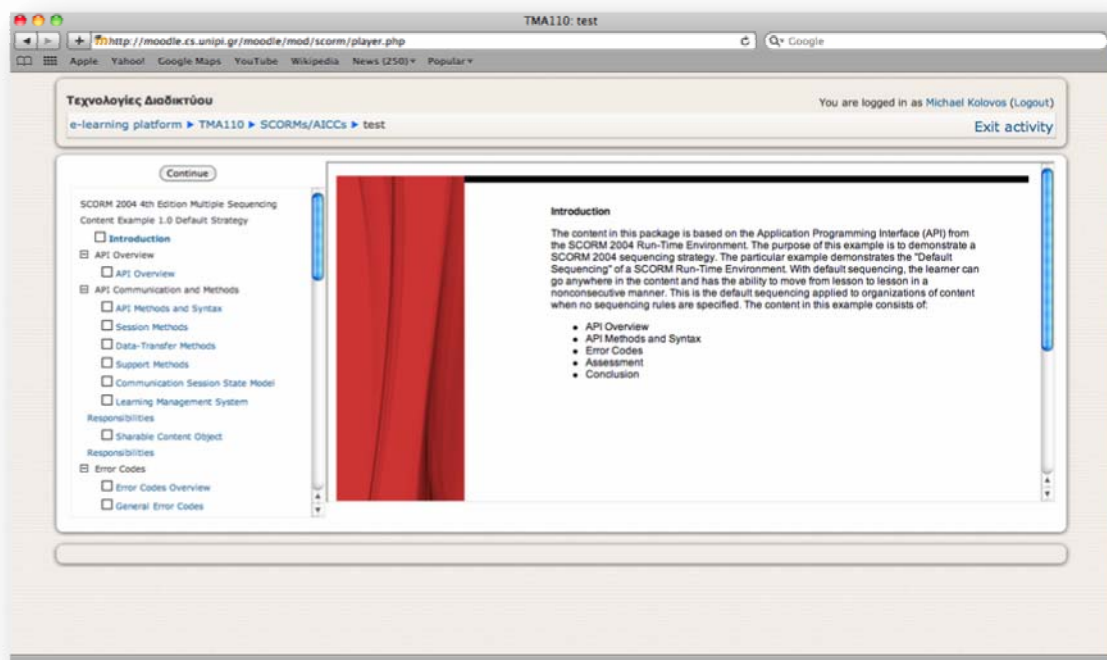 TMA110: test
http://moodle.cs.unipi.gr/moodle/mod/scorm/player.php
Google
Apple Yahoo! Google Maps YouTube Wikipedia News (250) Popular
Τεχνολογίες Διαδικτύου
You are logged in as Michael Kolovos (Logout)
e-learning platform ► TMA110 ► SCORMs/AICCs ► test
Exit activity
Continue
SCORM 2004 4th Edition Multiple Sequencing
Content Example 1.0 Default Strategy
Introduction
API Overview
API Overview
API Communication and Methods
API Methods and Syntax
Session Methods
Data-Transfer Methods
Support Methods
Communication Session State Model
Learning Management System
Responsibilities
Sharable Content Object
Responsibilities
Error Codes
Error Codes Overview
General Error Codes
Introduction
The content in this package is based on the Application Programming Interface (API) from
the SCORM 2004 Run-Time Environment. The purpose of this example is to demonstrate a
SCORM 2004 sequencing strategy. The particular example demonstrates the "Default
Sequencing" of a SCORM Run-Time Environment. With default sequencing, the learner can
go anywhere in the content and has the ability to move from lesson to lesson in a
nonconsecutive manner. This is the default sequencing applied to organizations of content
when no sequencing rules are specified. The content in this example consists of:
• API Overview
• API Methods and Syntax
• Error Codes
• Assessment
• Conclusion